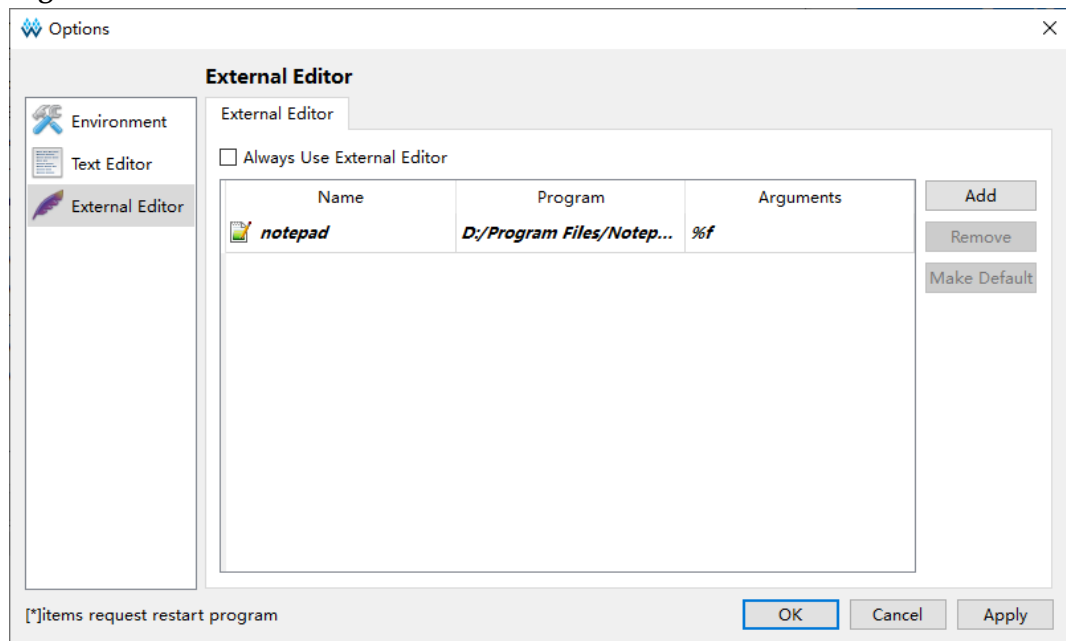 Options
External Editor
Environment
Text Editor
External Editor
External Editor
Always Use External Editor
Name Program Arguments
notepad D:/Program Files/Notep... %f
Add
Remove
Make Default
[*]items request restart program
OK Cancel Apply